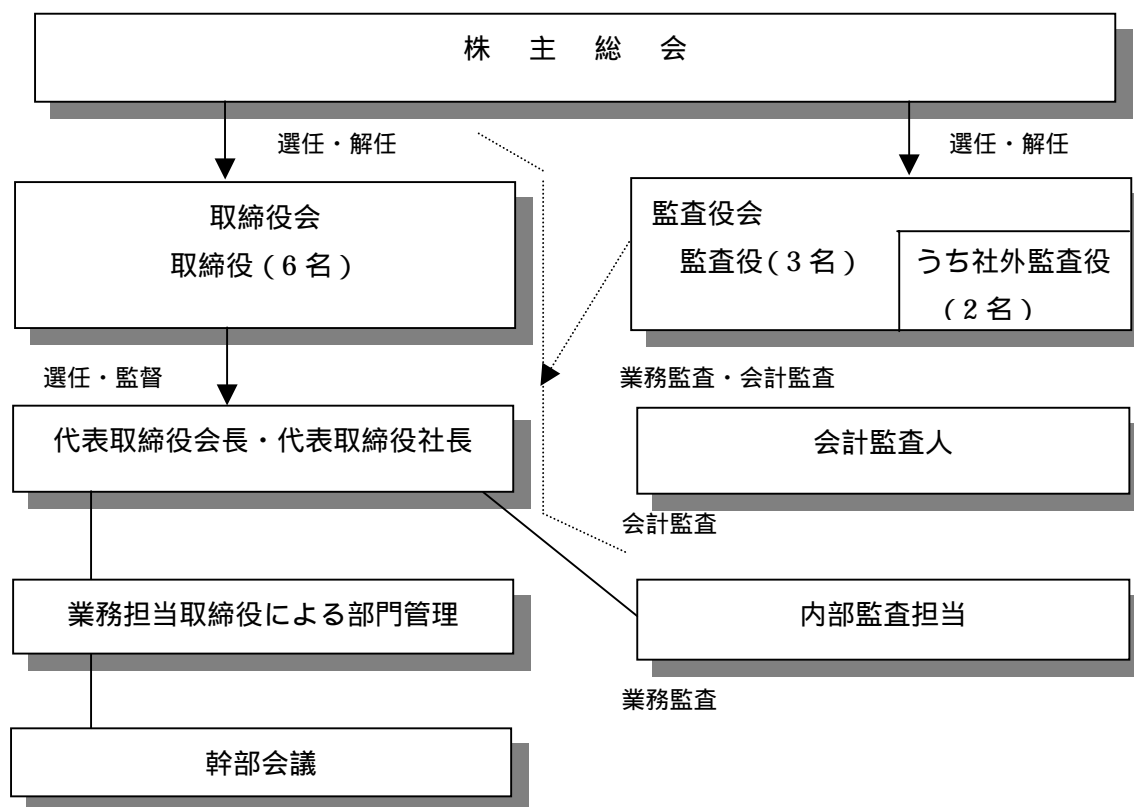 株 主 総 会
選任・解任
選任・解任
取締役会
取締役（6 名）
監査役会
監査役（3 名）
うち社外監査役
（2 名）
選任・監督
業務監査・会計監査
代表取締役会長・代表取締役社長
会計監査人
会計監査
業務担当取締役による部門管理
内部監査担当
業務監査
幹部会議